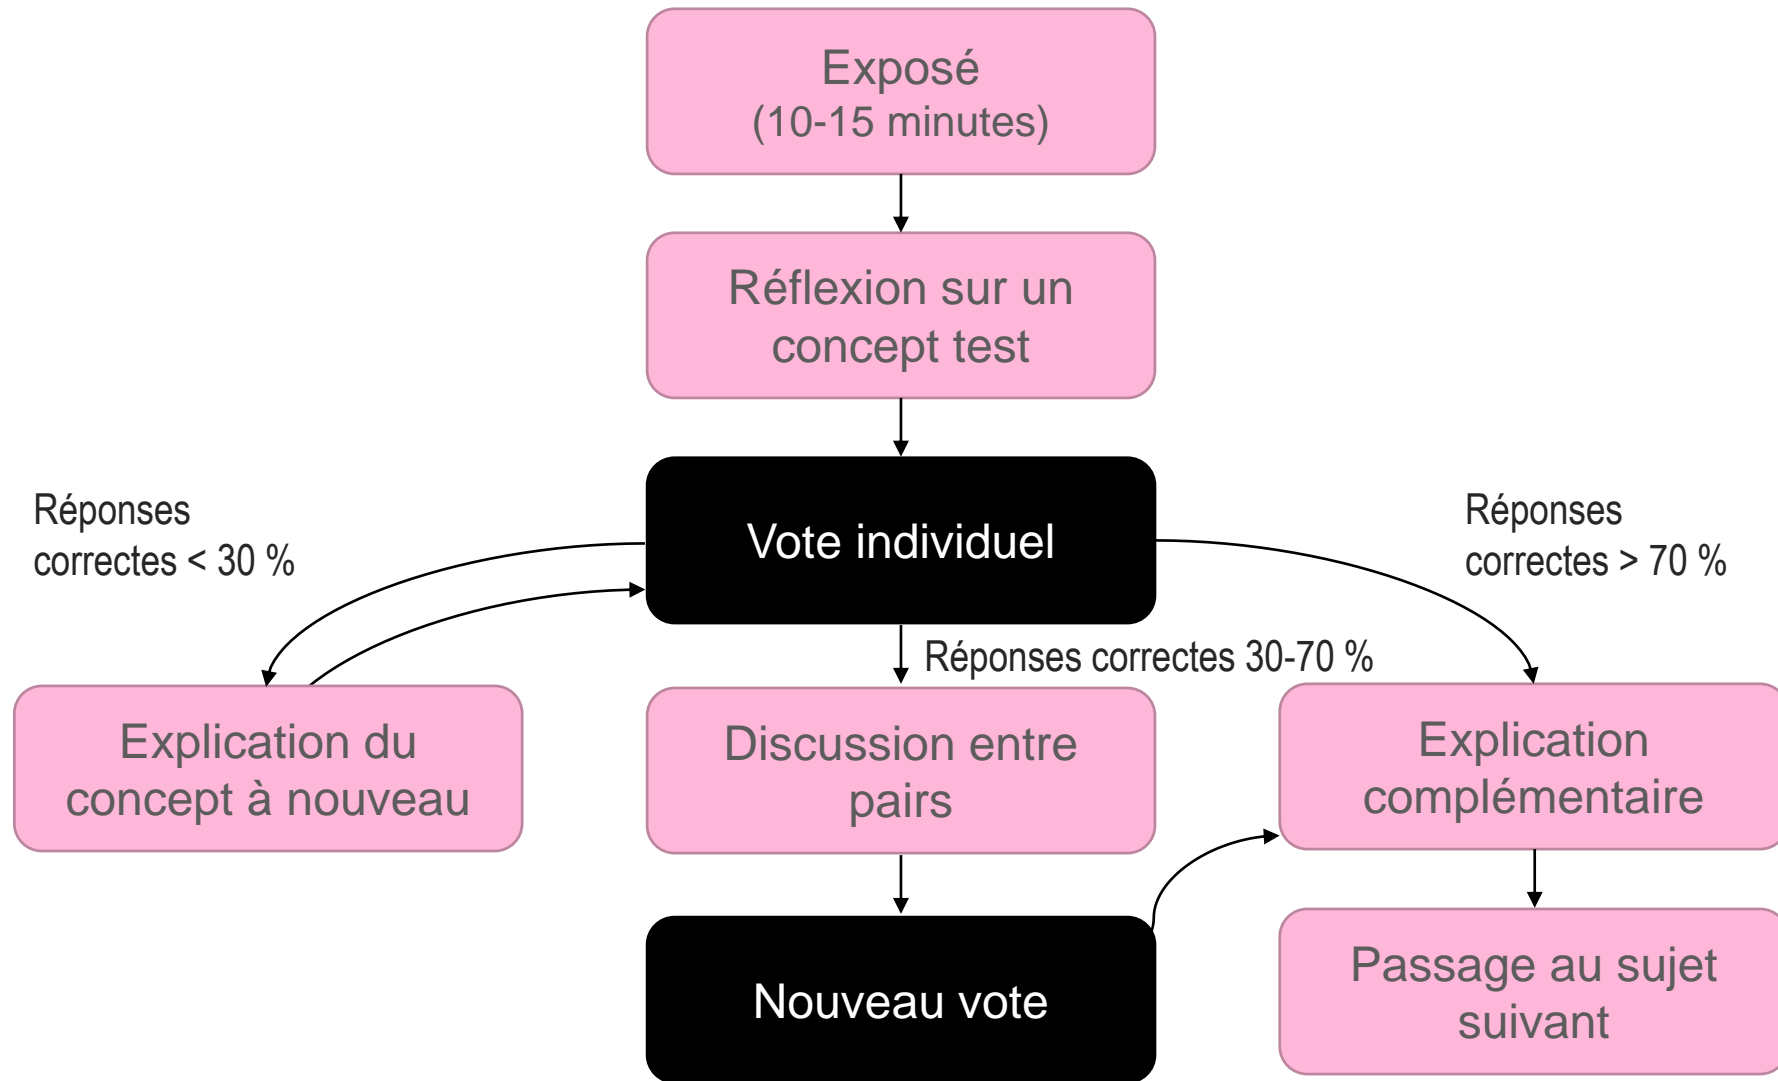 Exposé
(10-15 minutes)
Réflexion sur un
concept test
Vote individuel
Réponses
correctes < 30 %
Réponses
correctes > 70 %
Réponses correctes 30-70 %
Explication du
concept à nouveau
Discussion entre
pairs
Explication
complémentaire
Nouveau vote
Passage au sujet
suivant